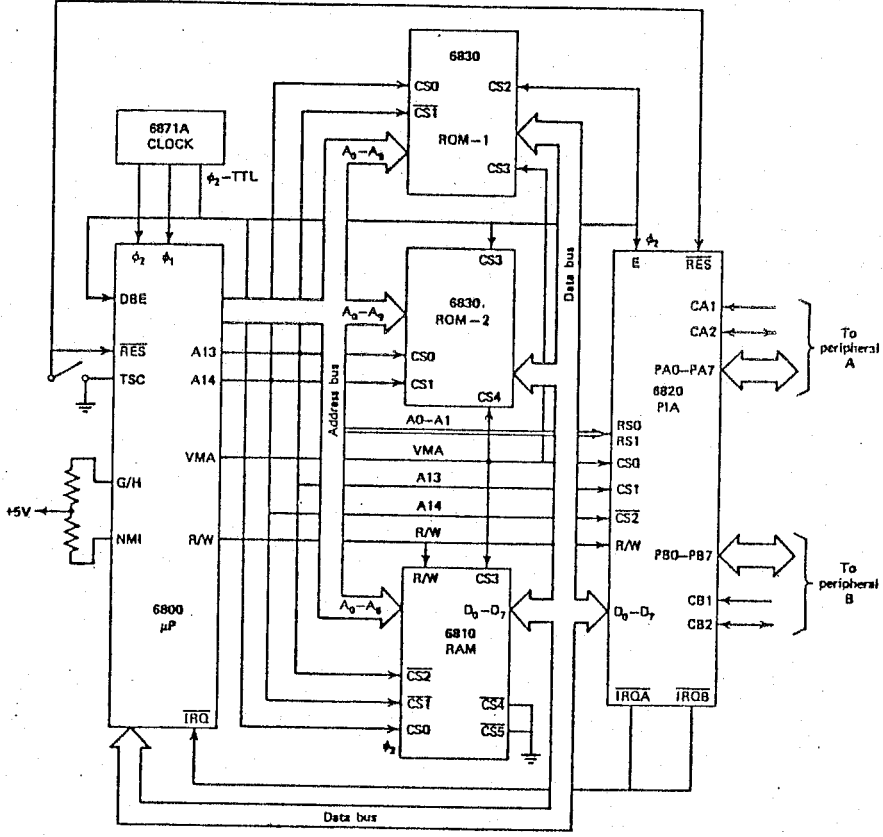 6830
CS0
CS2
CS1
ROM-1
A0-A9
CS3
6871A
CLOCK
ϕ2-TTL
ϕ2
ϕ1
DBE
RES
TSC
A13
A14
VMA
G/H
+5V
NMI
R/W
6800
μP
IRQ
Address bus
Data bus
CS3
6830
ROM-2
A0-A9
CS0
CS1
CS4
A0-A1
VMA
A13
A14
R/W
R/W
CS3
A0-A6
D0-D7
6810
RAM
CS2
CS1
CS4
CS0
CS5
ϕ2
ϕ2
E
RES
CA1
CA2
To
peripheral
A
PA0-PA7
6820
PIA
RS0
RS1
CS0
CS1
CS2
R/W
PB0-PB7
To
peripheral
B
CB1
D0-D7
CB2
IRQA
IRQB
Data bus